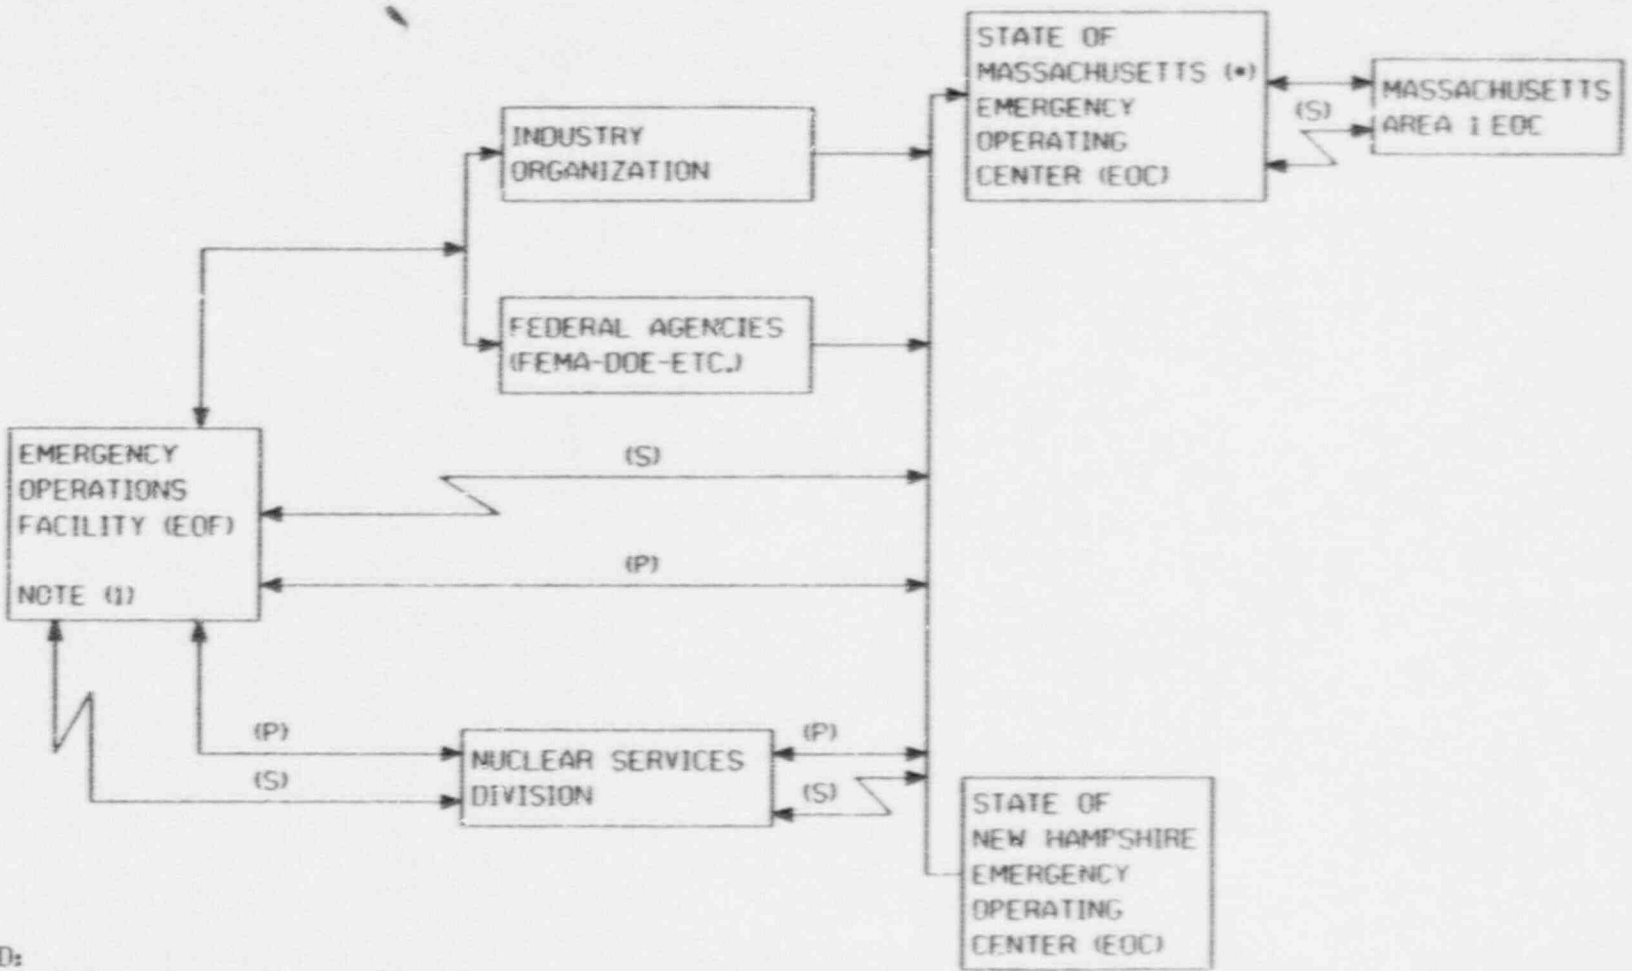 STATE OF
MASSACHUSETTS (*)
EMERGENCY
OPERATING
CENTER (EOC)
MASSACHUSETTS
AREA 1 EOC
(S)
INDUSTRY
ORGANIZATION
FEDERAL AGENCIES
(FEMA-DOE-ETC.)
EMERGENCY
OPERATIONS
FACILITY (EOF)
NOTE (1)
(S)
(P)
(P)
(S)
NUCLEAR SERVICES
DIVISION
(P)
(S)
STATE OF
NEW HAMPSHIRE
EMERGENCY
OPERATING
CENTER (EOC)
D: